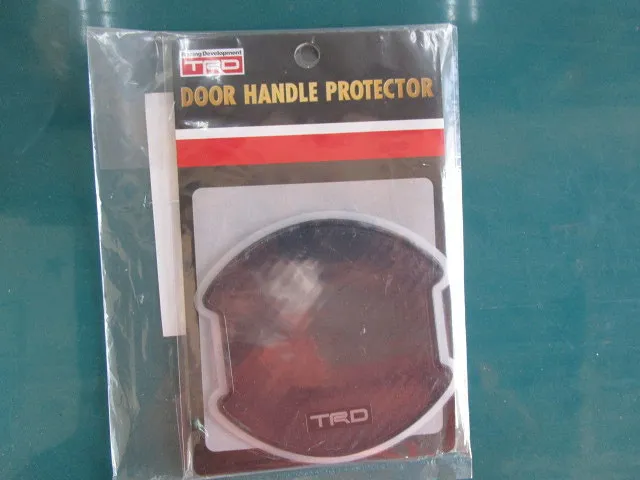 Racing Development
TRD
DOOR HANDLE PROTECTOR
TRD